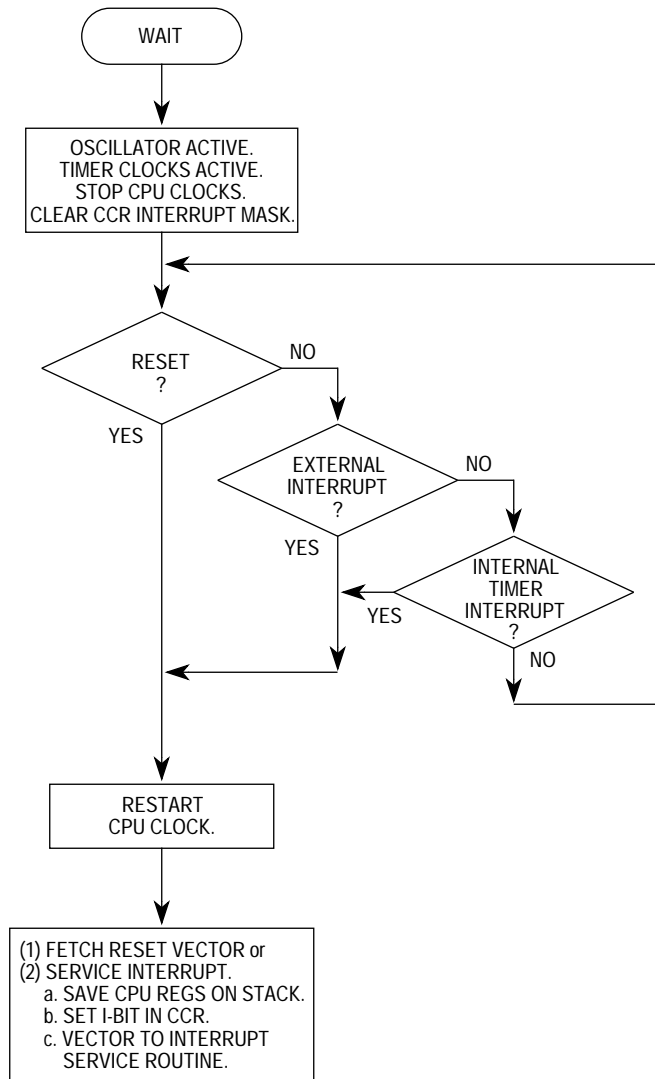 WAIT
OSCILLATOR ACTIVE.
TIMER CLOCKS ACTIVE.
STOP CPU CLOCKS.
CLEAR CCR INTERRUPT MASK.
RESET
?
NO
YES
EXTERNAL
INTERRUPT
?
NO
YES
INTERNAL
TIMER
INTERRUPT
?
YES
NO
RESTART
CPU CLOCK.
(1) FETCH RESET VECTOR or
(2) SERVICE INTERRUPT.
a. SAVE CPU REGS ON STACK.
b. SET I-BIT IN CCR.
c. VECTOR TO INTERRUPT
SERVICE ROUTINE.